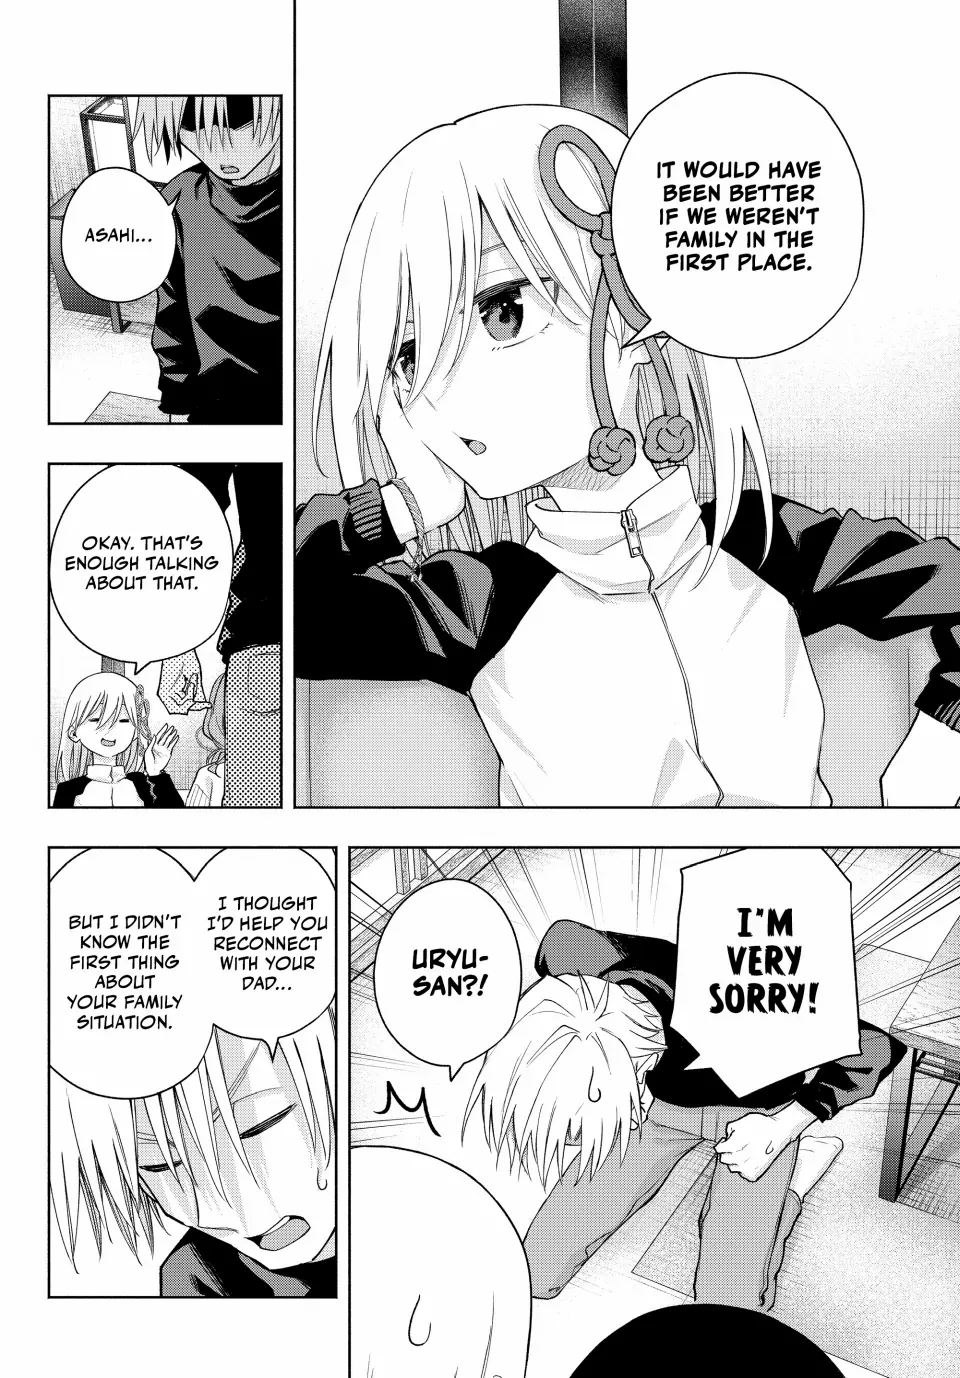 IT WOULD HAVE
BEEN BETTER
IF WE WEREN'T
FAMILY IN THE
FIRST PLACE.
ASAHI...
OKAY. THAT'S
ENOUGH TALKING
ABOUT THAT.
I'M
VERY
SORRY!
URYU-
SAN?!
I THOUGHT
I'D HELP YOU
RECONNECT
WITH YOUR
DAD...
BUT I DIDN'T
KNOW THE
FIRST THING
ABOUT
YOUR FAMILY
SITUATION.